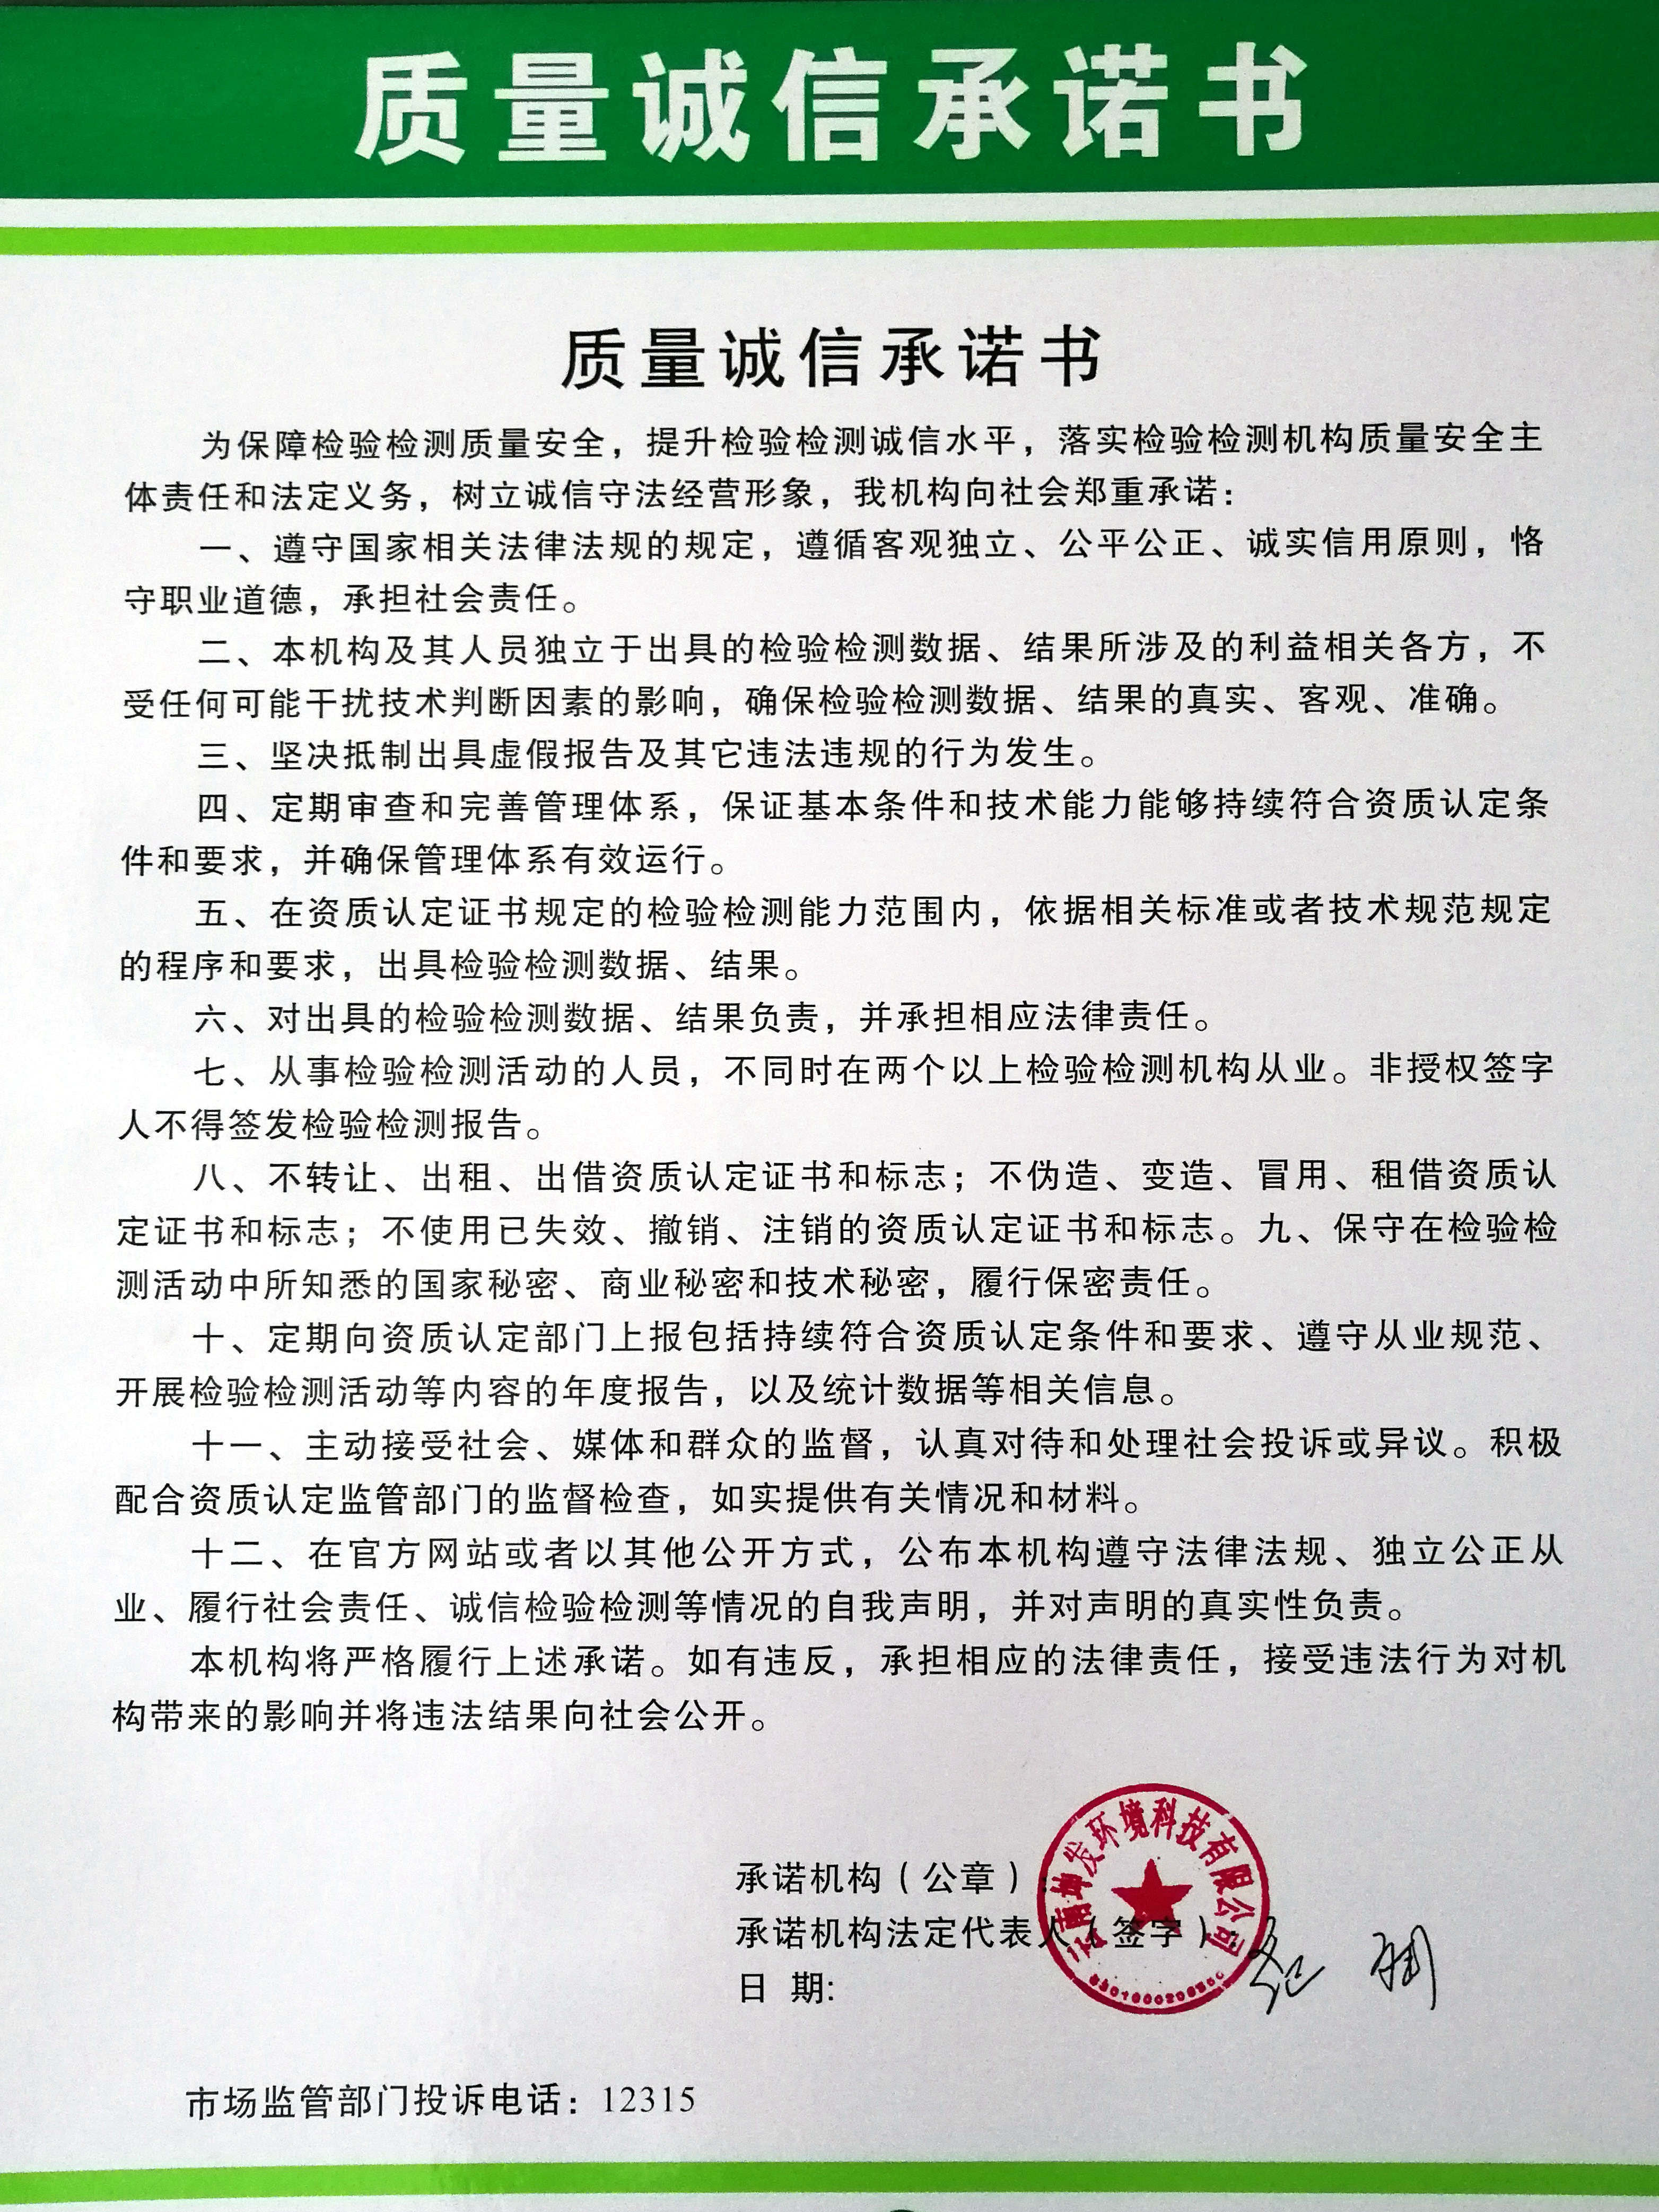 质量诚信承诺书
质量诚信承诺书
为保障检验检测质量安全，提升检验检测诚信水平，落实检验检测机构质量安全主
体责任和法定义务，树立诚信守法经营形象，我机构向社会郑重承诺：
一、遵守国家相关法律法规的规定，遵循客观独立、公平公正、诚实信用原则，恪
守职业道德，承担社会责任。
二、本机构及其人员独立于出具的检验检测数据、结果所涉及的利益相关各方，不
受任何可能干扰技术判断因素的影响，确保检验检测数据、结果的真实、客观、准确。
三、坚决抵制出具虚假报告及其它违法违规的行为发生。
四、定期审查和完善管理体系，保证基本条件和技术能力能够持续符合资质认定条
件和要求，并确保管理体系有效运行。
五、在资质认定证书规定的检验检测能力范围内，依据相关标准或者技术规范规定
的程序和要求，出具检验检测数据、结果。
六、对出具的检验检测数据、结果负责，并承担相应法律责任。
七、从事检验检测活动的人员，不同时在两个以上检验检测机构从业。非授权签字
人不得签发检验检测报告。
八、不转让、出租、出借资质认定证书和标志；不伪造、变造、冒用、租借资质认
定证书和标志；不使用已失效、撤销、注销的资质认定证书和标志。九、保守在检验检
测活动中所知悉的国家秘密、商业秘密和技术秘密，履行保密责任。
十、定期向资质认定部门上报包括持续符合资质认定条件和要求、遵守从业规范、
开展检验检测活动等内容的年度报告，以及统计数据等相关信息。
十一、主动接受社会、媒体和群众的监督，认真对待和处理社会投诉或异议。积极
配合资质认定监管部门的监督检查，如实提供有关情况和材料。
十二、在官方网站或者以其他公开方式，公布本机构遵守法律法规、独立公正从
业、履行社会责任、诚信检验检测等情况的自我声明，并对声明的真实性负责。
本机构将严格履行上述承诺。如有违反，承担相应的法律责任，接受违法行为对机
构带来的影响并将违法结果向社会公开。
云南坤发环境科技有限公司
承诺机构（公章）：
承诺机构法定代表人（签字）
日 期:
市场监管部门投诉电话：12315